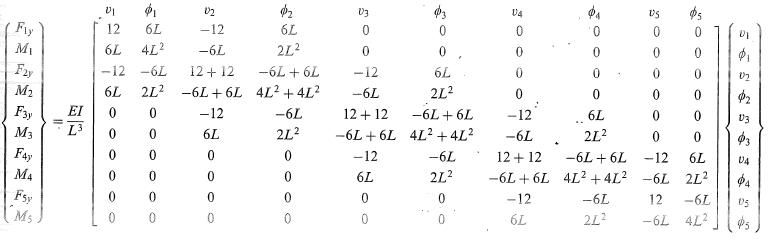 v₁ ϕ₁ v₂ ϕ₂ v₃ ϕ₃ v₄ ϕ₄ v₅ ϕ₅
F₁y 12 6L −12 6L 0 0 0 0 0 0 v₁
M₁ 6L 4L² −6L 2L² 0 0 0 0 0 0 ϕ₁
F₂y −12 −6L 12 + 12 −6L + 6L −12 6L 0 0 0 0 v₂
M₂ 6L 2L² −6L + 6L 4L² + 4L² −6L 2L² 0 0 0 0 ϕ₂
F₃y = EI/L³ 0 0 −12 −6L 12 + 12 −6L + 6L −12 6L 0 0 v₃
M₃ 0 0 6L 2L² −6L + 6L 4L² + 4L² −6L 2L² 0 0 ϕ₃
F₄y 0 0 0 0 −12 −6L 12 + 12 −6L + 6L −12 6L v₄
M₄ 0 0 0 0 6L 2L² −6L + 6L 4L² + 4L² −6L 2L² ϕ₄
F₅y 0 0 0 0 0 0 −12 −6L 12 −6L v₅
M₅ 0 0 0 0 0 0 6L 2L² −6L 4L² ϕ₅